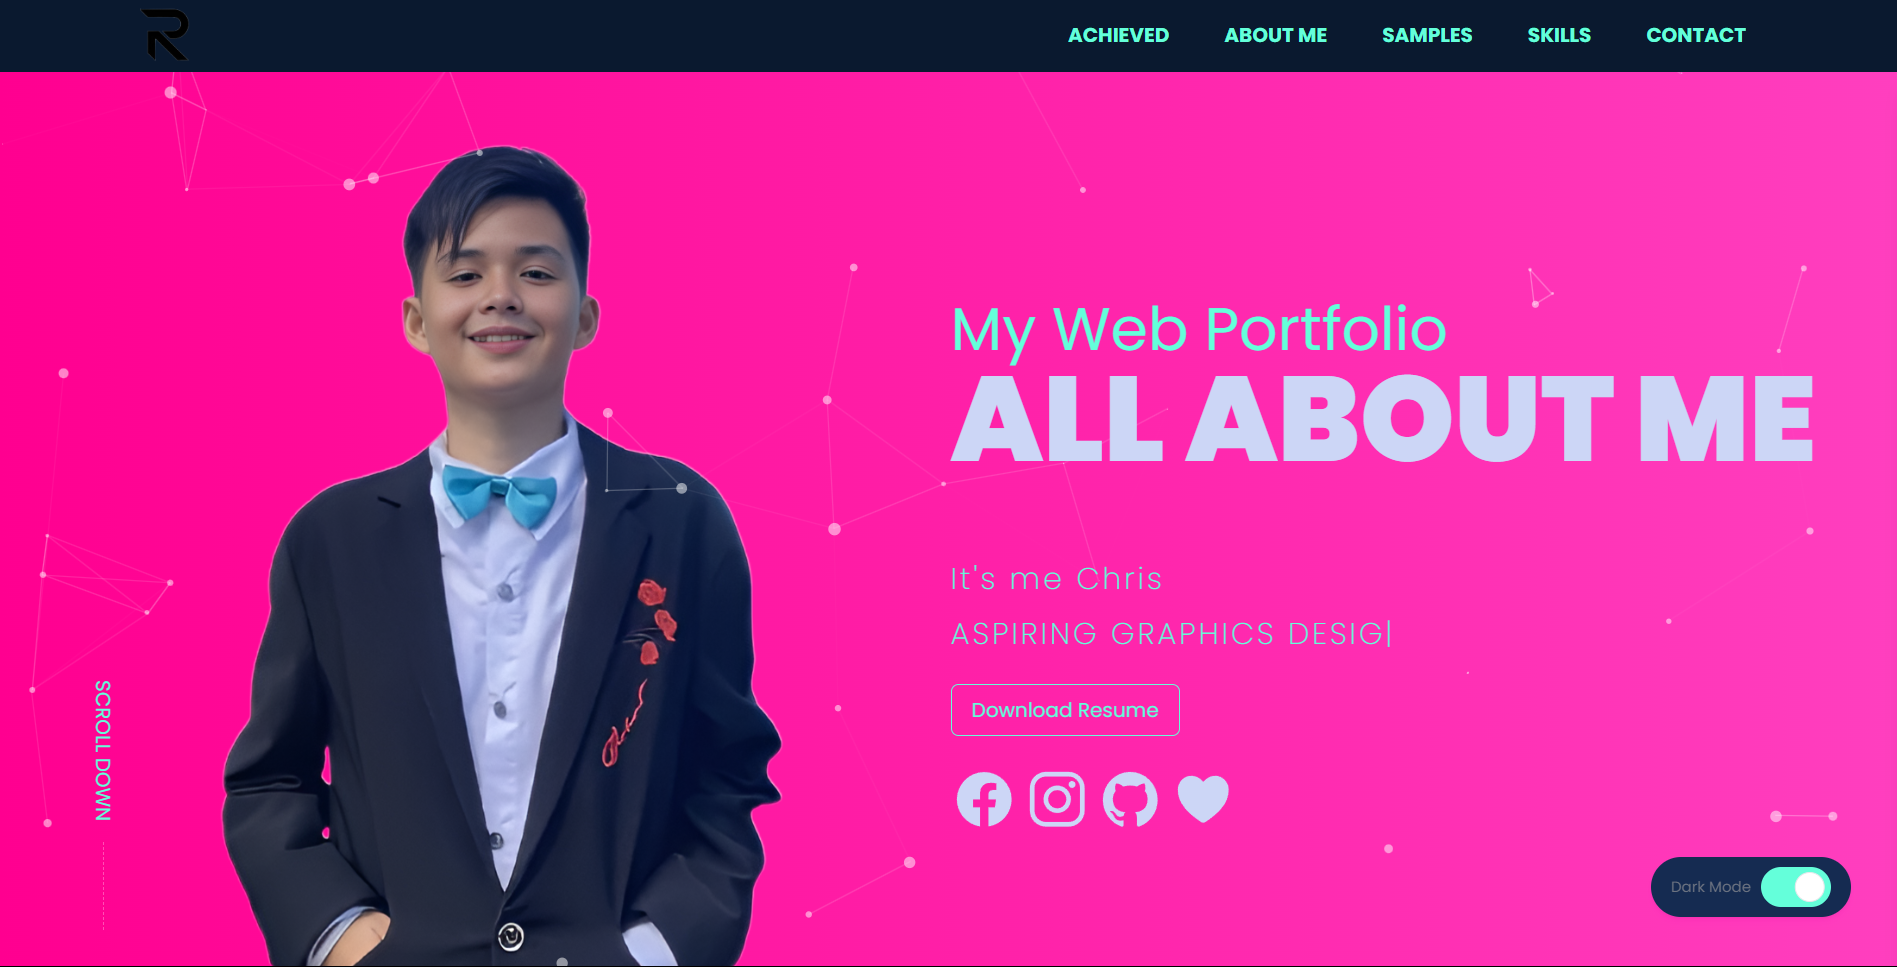 R
ACHIEVED ABOUT ME SAMPLES SKILLS CONTACT
My Web Portfolio
ALL ABOUT ME
It's me Chris
ASPIRING GRAPHICS DESIG|
Download Resume
SCROLL DOWN
Dark Mode